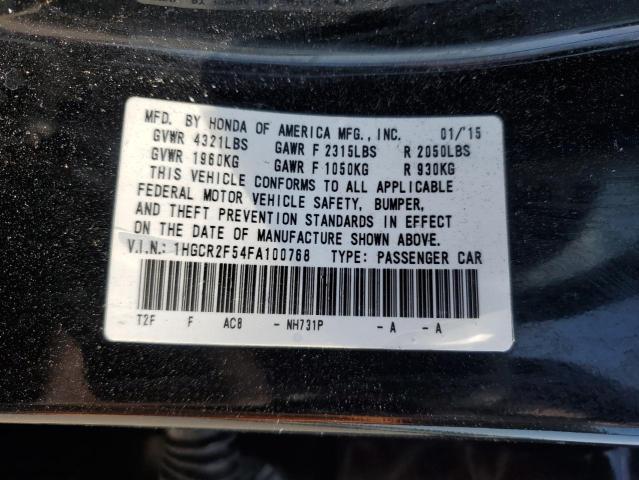 MFD. BY HONDA OF AMERICA MFG., INC. 01/'15
GVWR 4321LBS GAWR F 2315LBS R 2050LBS
GVWR 1960KG GAWR F 1050KG R 930KG
THIS VEHICLE CONFORMS TO ALL APPLICABLE
FEDERAL MOTOR VEHICLE SAFETY, BUMPER,
AND THEFT PREVENTION STANDARDS IN EFFECT
ON THE DATE OF MANUFACTURE SHOWN ABOVE.
V.I.N.: 1HGCR2F54FA100768 TYPE: PASSENGER CAR
T2F F AC8 - NH731P - A - A